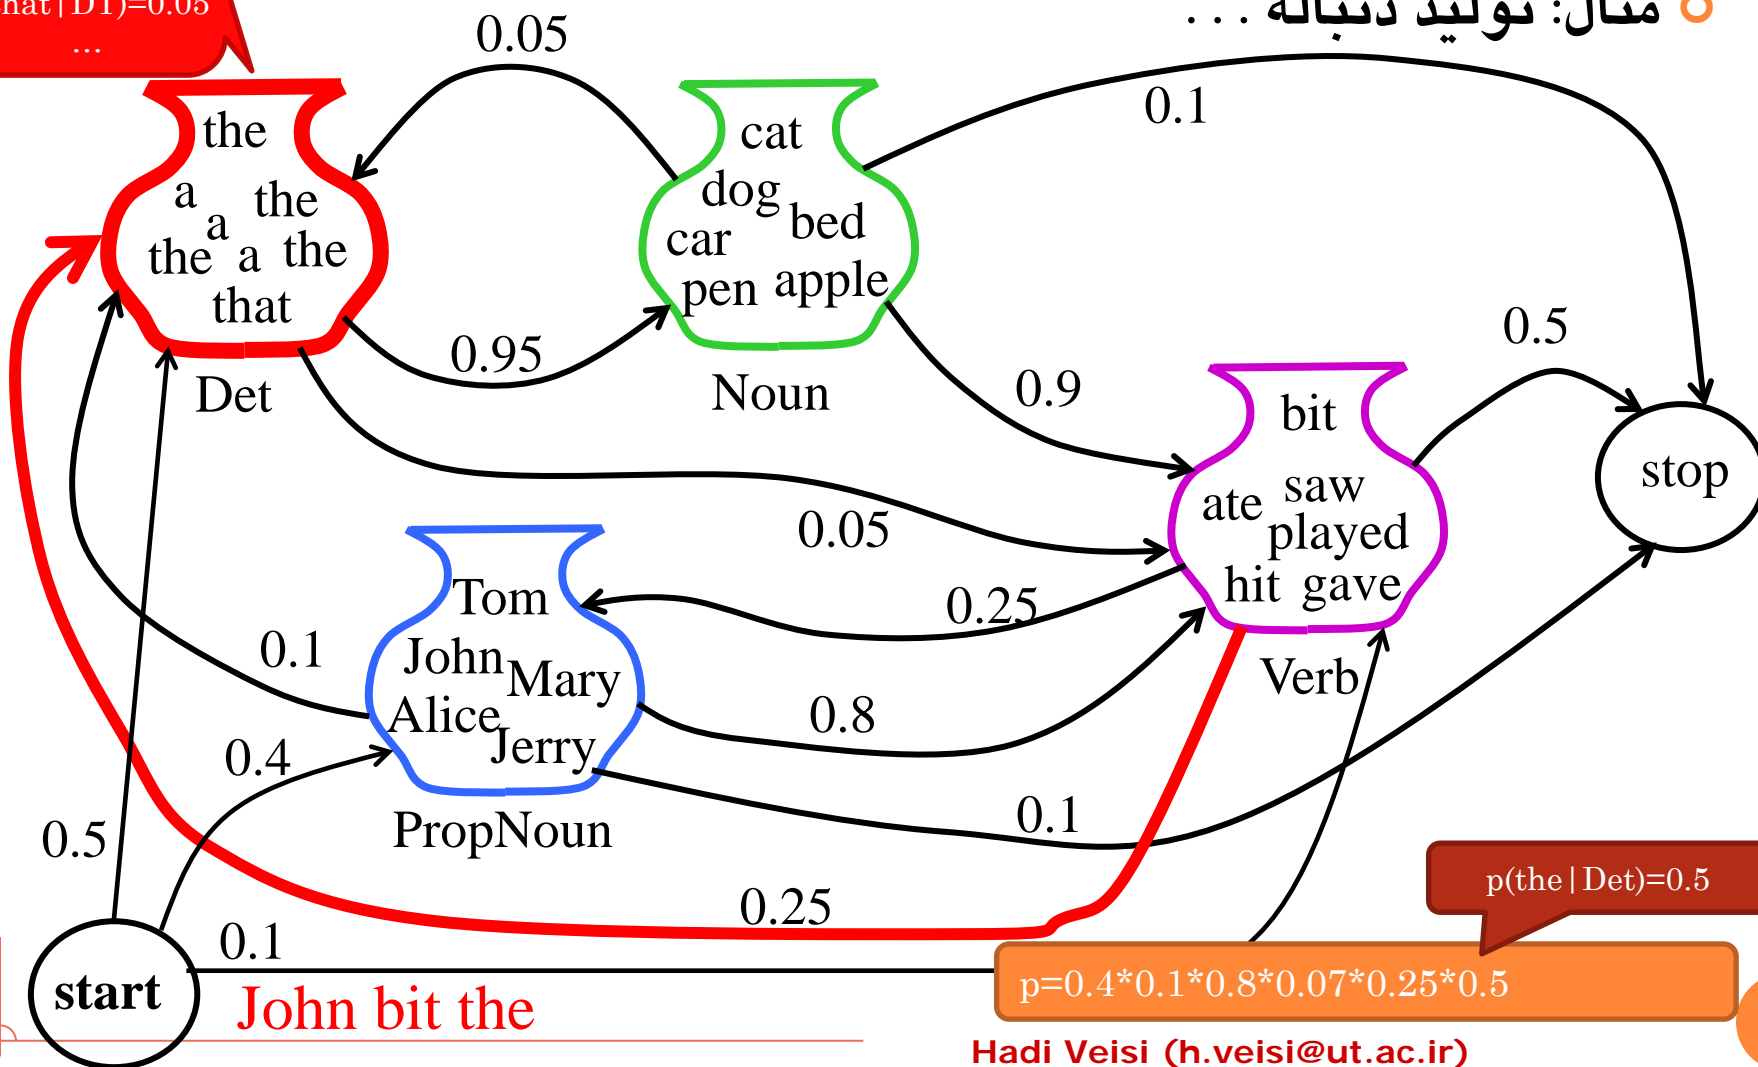 مثال: تولید دنباله ...
hat|DT)=0.05
...
0.05
0.1
the
a
the
a
the
a
the
that
Det
cat
dog
bed
car
apple
pen
Noun
0.95
0.9
0.5
bit
saw
ate
played
hit
gave
Verb
stop
0.05
0.25
Tom
John
Mary
Alice
Jerry
PropNoun
0.1
0.8
0.4
0.1
0.5
0.25
0.1
start
John bit the
p(the|Det)=0.5
p=0.4*0.1*0.8*0.07*0.25*0.5
Hadi Veisi (h.veisi@ut.ac.ir)